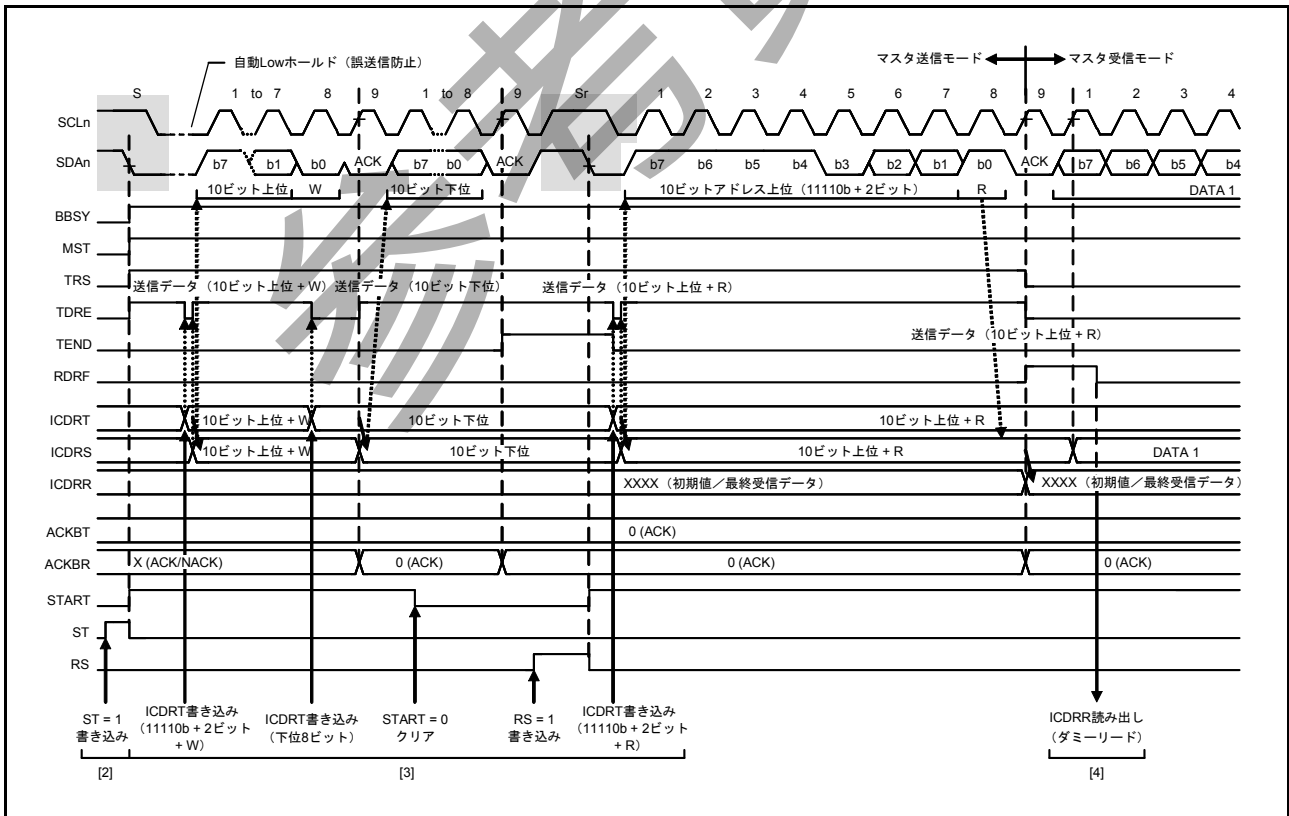 自動Lowホールド（誤送信防止）
マスタ送信モード マスタ受信モード
S 1 to 7 8 9 1 to 8 9 Sr 1 2 3 4 5 6 7 8 9 1 2 3 4
SCLn
SDAn b7 b1 b0 ACK b7 b0 ACK b7 b6 b5 b4 b3 b2 b1 b0 ACK b7 b6 b5 b4
10ビット上位 W 10ビット下位 10ビットアドレス上位（11110b + 2ビット） R DATA 1
BBSY
MST
TRS
送信データ（10ビット上位 + W） 送信データ（10ビット下位） 送信データ（10ビット上位 + R）
TDRE
送信データ（10ビット上位 + R）
TEND
RDRF
ICDRT 10ビット上位 + W 10ビット下位 10ビット上位 + R
ICDRS 10ビット上位 + W 10ビット下位 10ビット上位 + R DATA 1
ICDRR XXXX（初期値／最終受信データ） XXXX（初期値／最終受信データ）
ACKBT 0 (ACK)
ACKBR X (ACK/NACK) 0 (ACK) 0 (ACK) 0 (ACK)
START
ST
RS
ST = 1
書き込み
ICDRT書き込み
（11110b + 2ビット
+ W）
ICDRT書き込み
（下位8ビット）
START = 0
クリア
RS = 1
書き込み
ICDRT書き込み
（11110b + 2ビット
+ R）
ICDRR読み出し
（ダミーリード）
[2] [3] [4]